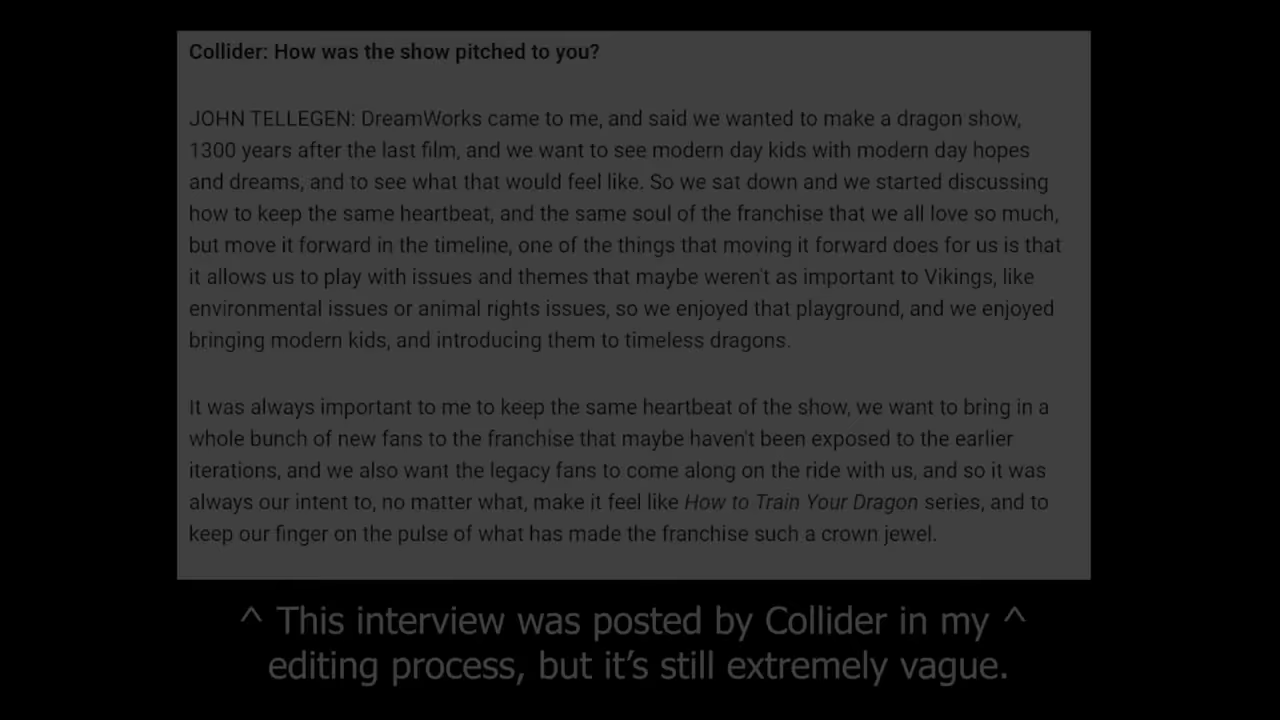 Collider: How was the show pitched to you?
JOHN TELLEGEN: DreamWorks came to me, and said we wanted to make a dragon show,
1300 years after the last film, and we want to see modern day kids with modern day hopes
and dreams, and to see what that would feel like. So we sat down and we started discussing
how to keep the same heartbeat, and the same soul of the franchise that we all love so much,
but move it forward in the timeline, one of the things that moving it forward does for us is that
it allows us to play with issues and themes that maybe weren't as important to Vikings, like
environmental issues or animal rights issues, so we enjoyed that playground, and we enjoyed
bringing modern kids, and introducing them to timeless dragons.
It was always important to me to keep the same heartbeat of the show, we want to bring in a
whole bunch of new fans to the franchise that maybe haven't been exposed to the earlier
iterations, and we also want the legacy fans to come along on the ride with us, and so it was
always our intent to, no matter what, make it feel like How to Train Your Dragon series, and to
keep our finger on the pulse of what has made the franchise such a crown jewel.
^ This interview was posted by Collider in my ^
editing process, but it’s still extremely vague.